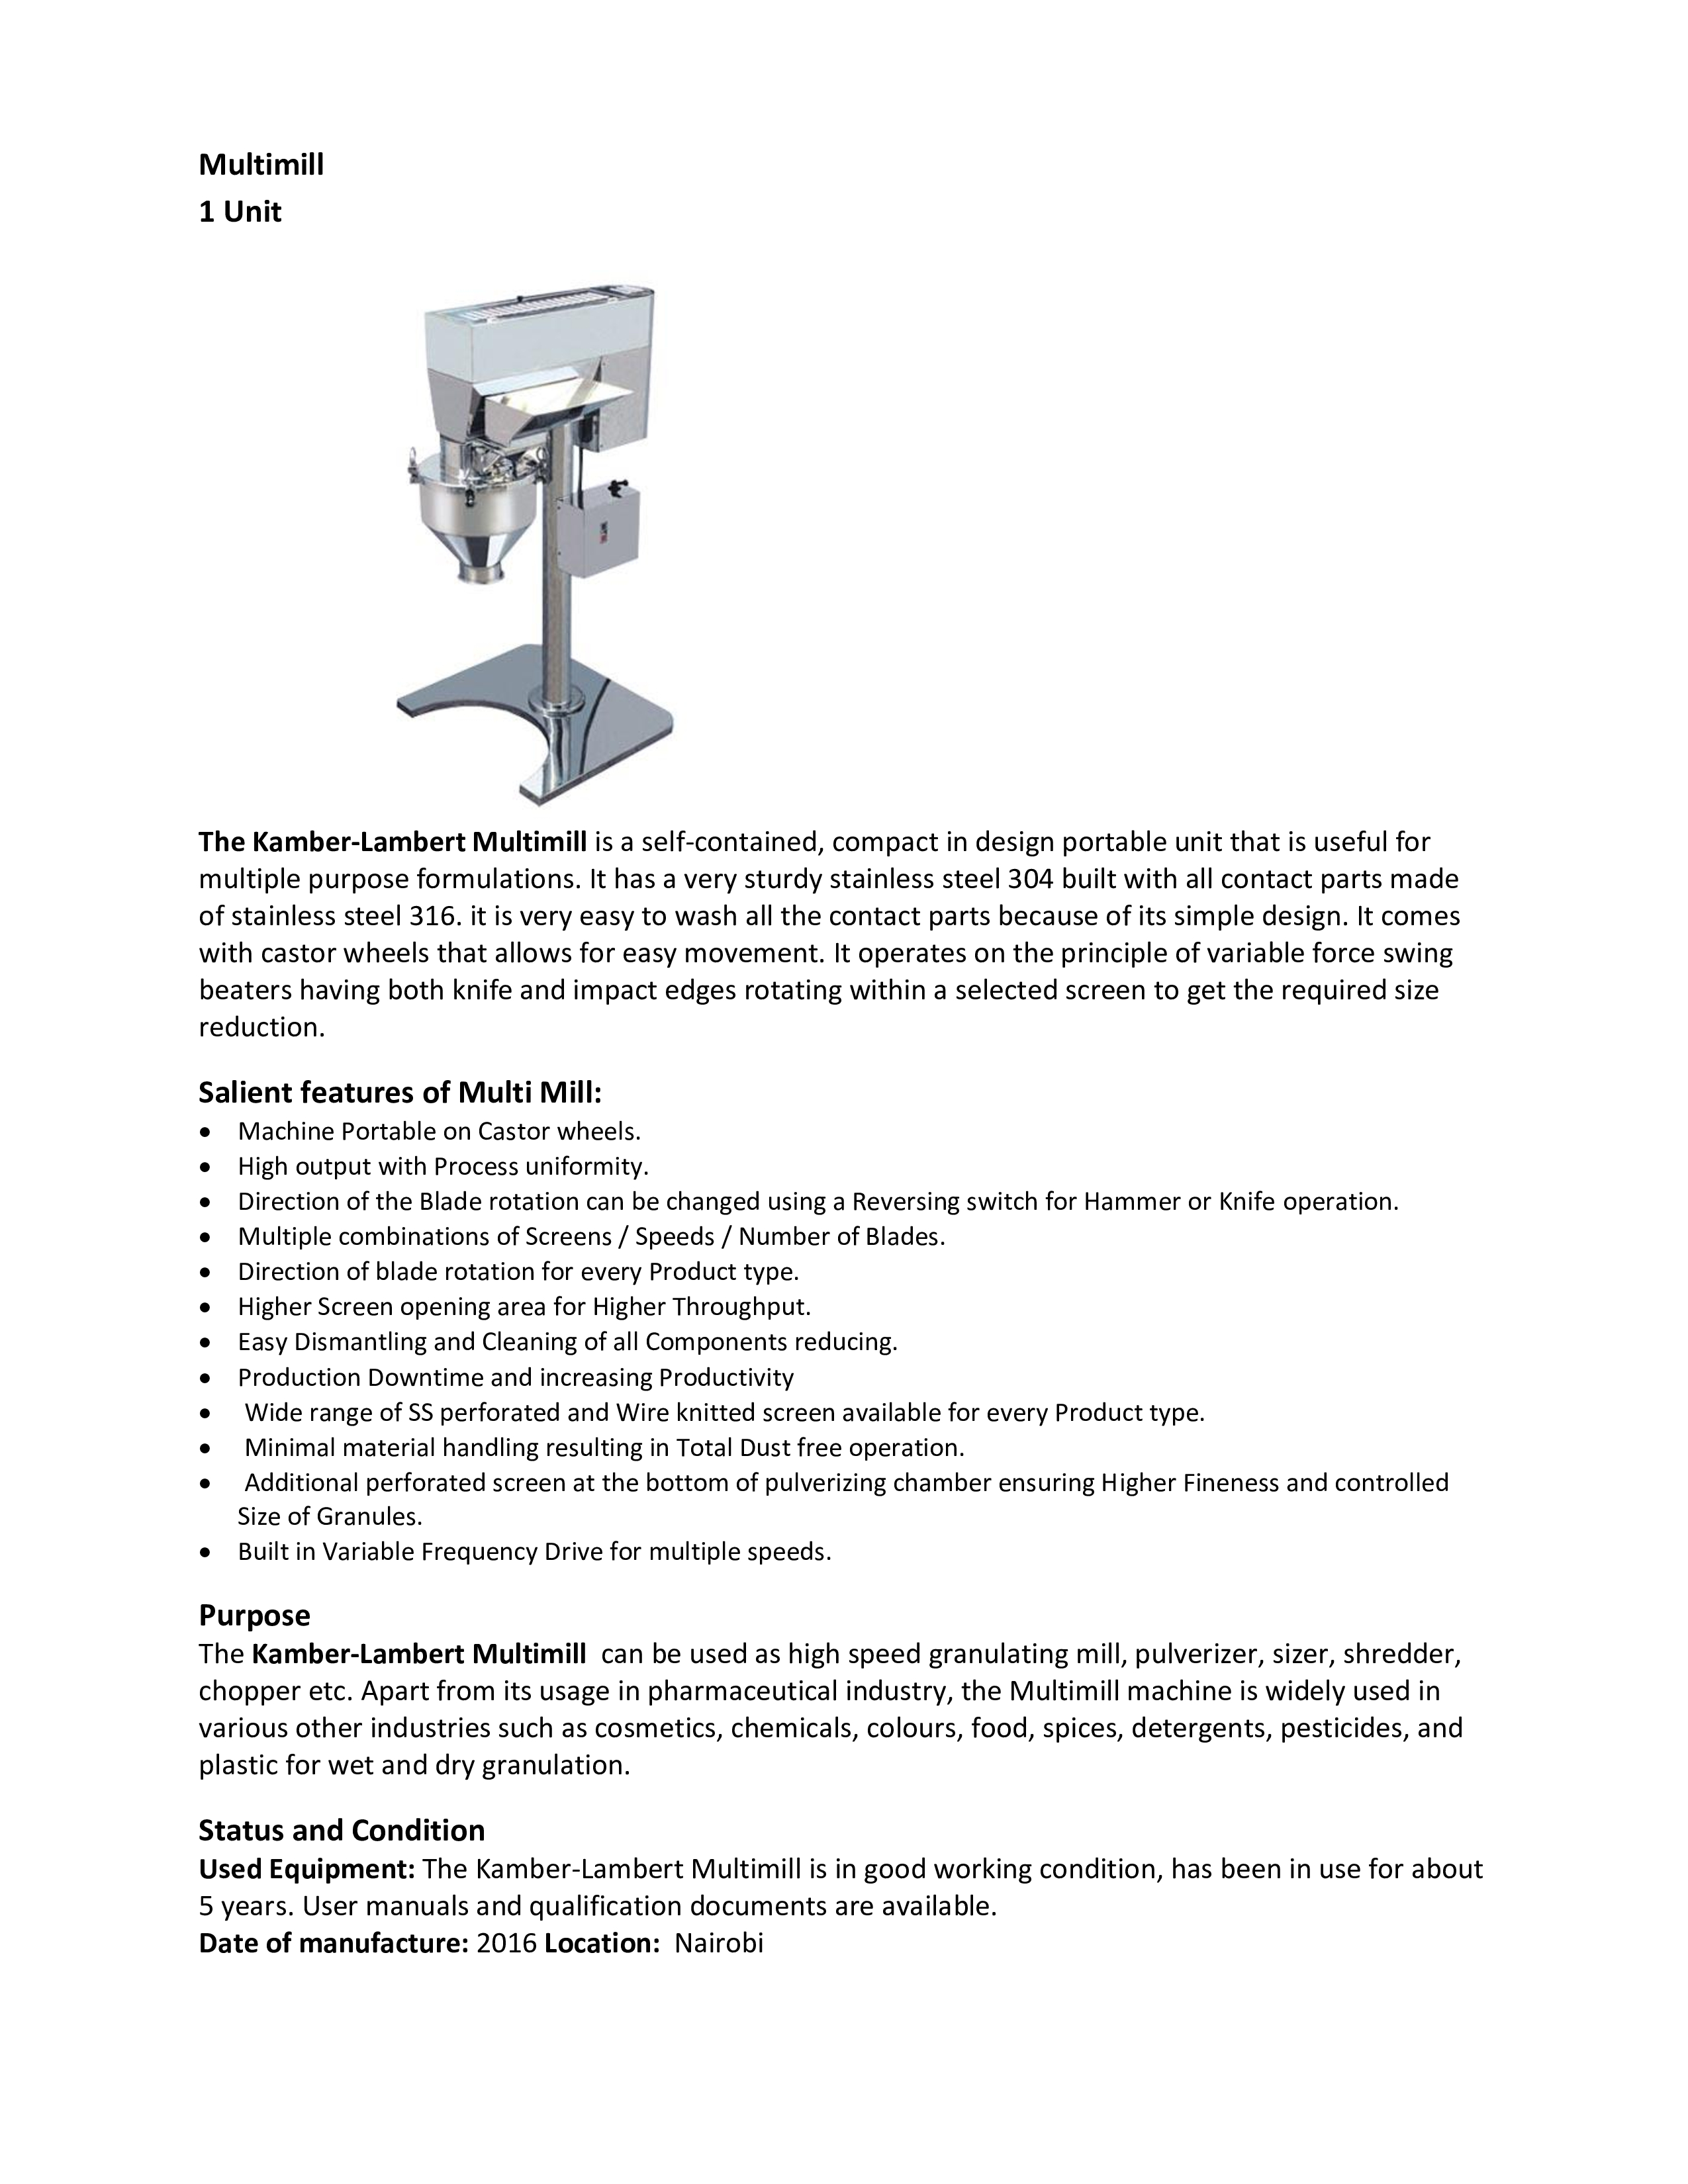 Multimill
1 Unit
The Kamber-Lambert Multimill is a self-contained, compact in design portable unit that is useful for
multiple purpose formulations. It has a very sturdy stainless steel 304 built with all contact parts made
of stainless steel 316. it is very easy to wash all the contact parts because of its simple design. It comes
with castor wheels that allows for easy movement. It operates on the principle of variable force swing
beaters having both knife and impact edges rotating within a selected screen to get the required size
reduction.
Salient features of Multi Mill:
• Machine Portable on Castor wheels.
• High output with Process uniformity.
• Direction of the Blade rotation can be changed using a Reversing switch for Hammer or Knife operation.
• Multiple combinations of Screens / Speeds / Number of Blades.
• Direction of blade rotation for every Product type.
• Higher Screen opening area for Higher Throughput.
• Easy Dismantling and Cleaning of all Components reducing.
• Production Downtime and increasing Productivity
• Wide range of SS perforated and Wire knitted screen available for every Product type.
• Minimal material handling resulting in Total Dust free operation.
• Additional perforated screen at the bottom of pulverizing chamber ensuring Higher Fineness and controlled
Size of Granules.
• Built in Variable Frequency Drive for multiple speeds.
Purpose
The Kamber-Lambert Multimill can be used as high speed granulating mill, pulverizer, sizer, shredder,
chopper etc. Apart from its usage in pharmaceutical industry, the Multimill machine is widely used in
various other industries such as cosmetics, chemicals, colours, food, spices, detergents, pesticides, and
plastic for wet and dry granulation.
Status and Condition
Used Equipment: The Kamber-Lambert Multimill is in good working condition, has been in use for about
5 years. User manuals and qualification documents are available.
Date of manufacture: 2016 Location: Nairobi